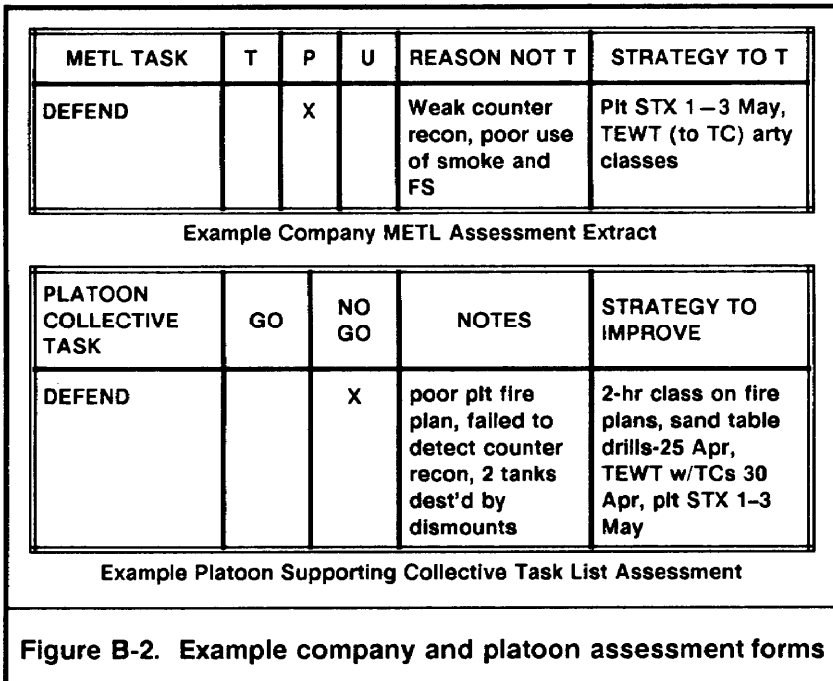 METL TASK T P U REASON NOT T STRATEGY TO T
DEFEND X Weak counter recon, poor use of smoke and FS Plt STX 1–3 May, TEWT (to TC) arty classes
Example Company METL Assessment Extract
PLATOON COLLECTIVE TASK GO NO GO NOTES STRATEGY TO IMPROVE
DEFEND X poor plt fire plan, failed to detect counter recon, 2 tanks dest'd by dismounts 2-hr class on fire plans, sand table drills-25 Apr, TEWT w/TCs 30 Apr, plt STX 1–3 May
Example Platoon Supporting Collective Task List Assessment
Figure B-2. Example company and platoon assessment forms